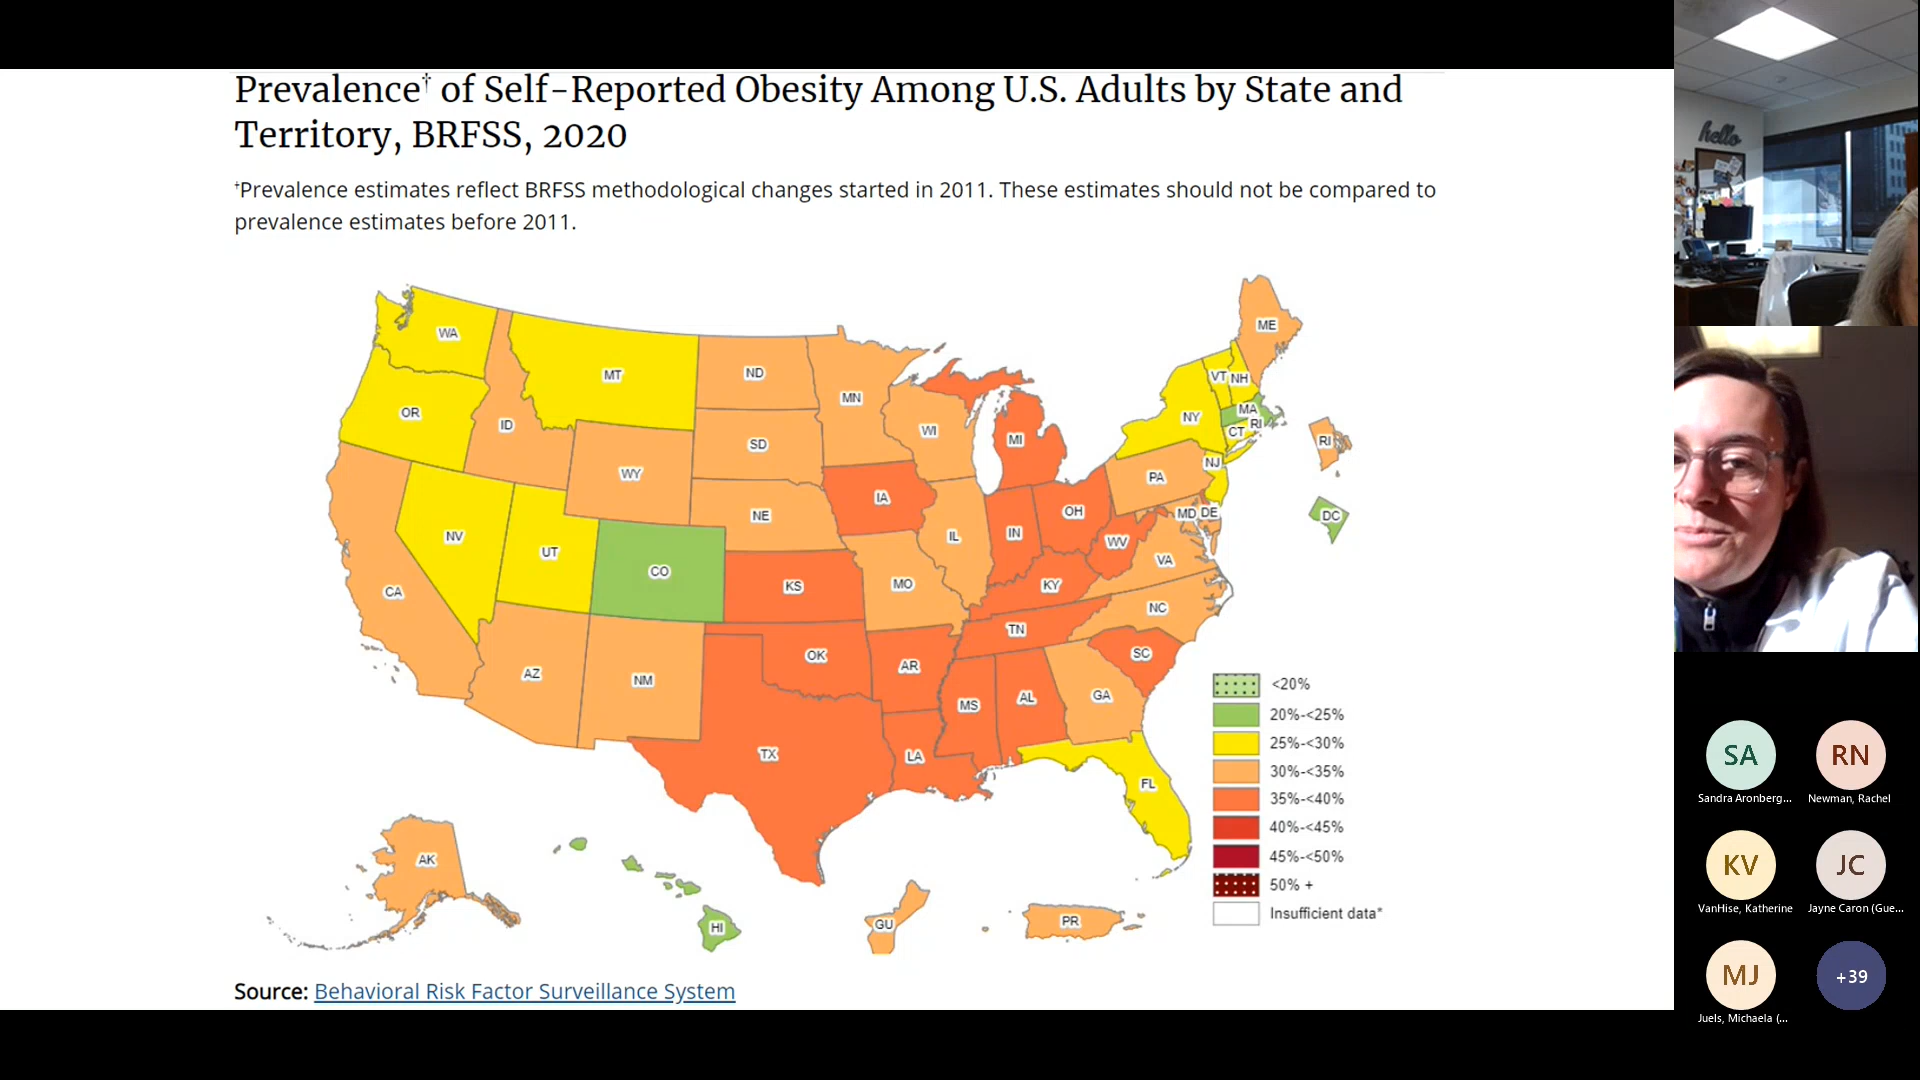 Prevalence† of Self-Reported Obesity Among U.S. Adults by State and
Territory, BRFSS, 2020
†Prevalence estimates reflect BRFSS methodological changes started in 2011. These estimates should not be compared to
prevalence estimates before 2011.
WA
MT
ND
MN
ME
VT
NH
OR
ID
SD
WI
MI
NY
MA
RI
CT
RI
WY
IA
PA
NJ
NE
OH
MD
DE
DC
NV
UT
CO
IL
IN
WV
VA
CA
KS
MO
KY
NC
TN
OK
AR
SC
AZ
NM
MS
AL
GA
TX
LA
FL
AK
HI
GU
PR
<20%
20%-<25%
25%-<30%
30%-<35%
35%-<40%
40%-<45%
45%-<50%
50% +
Insufficient data*
Source: Behavioral Risk Factor Surveillance System
hello
SA
RN
Sandra Aronberg...
Newman, Rachel
KV
JC
VanHise, Katherine
Jayne Caron (Gue...
MJ
+39
Juels, Michaela (...